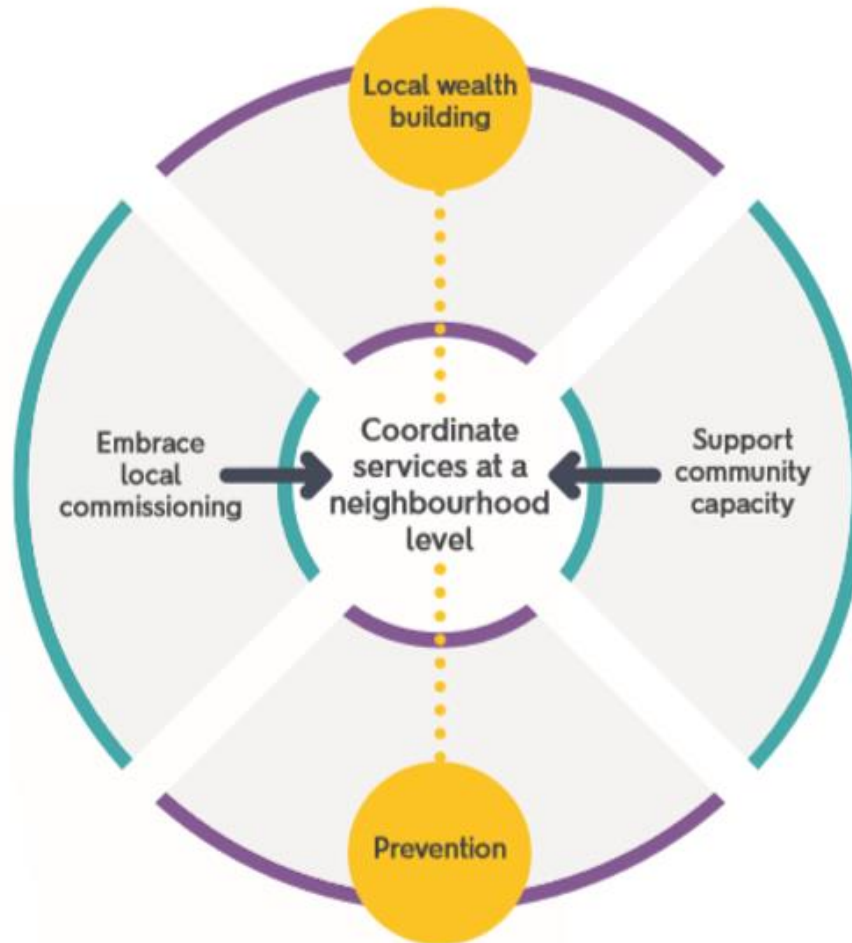 Local wealth
building
Embrace
local
commissioning
Coordinate
services at a
neighbourhood
level
Support
community
capacity
Prevention